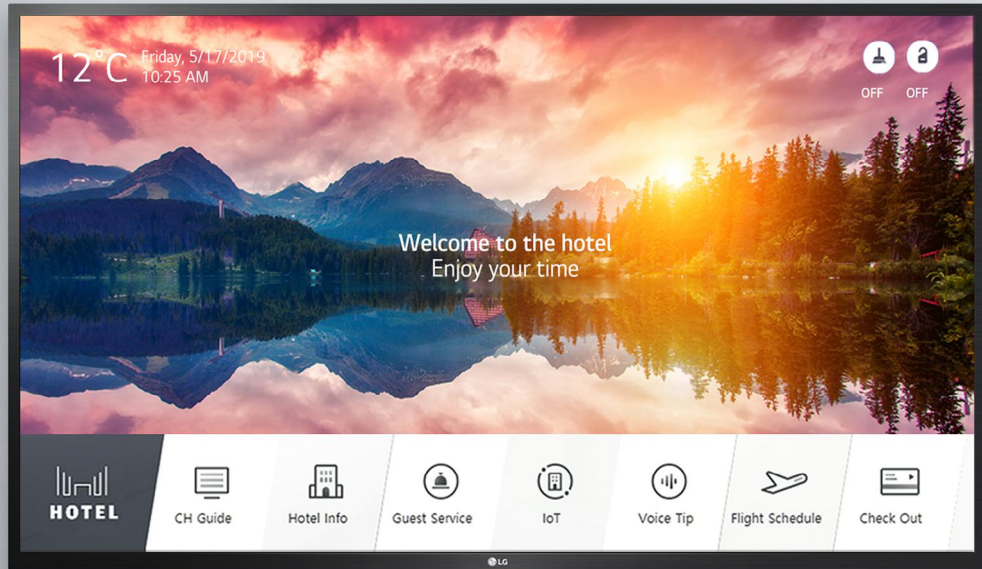 12°C
Friday, 5/17/2019
10:25 AM
OFF
OFF
Welcome to the hotel
Enjoy your time
HOTEL
CH Guide
Hotel Info
Guest Service
IoT
Voice Tip
Flight Schedule
Check Out
LG